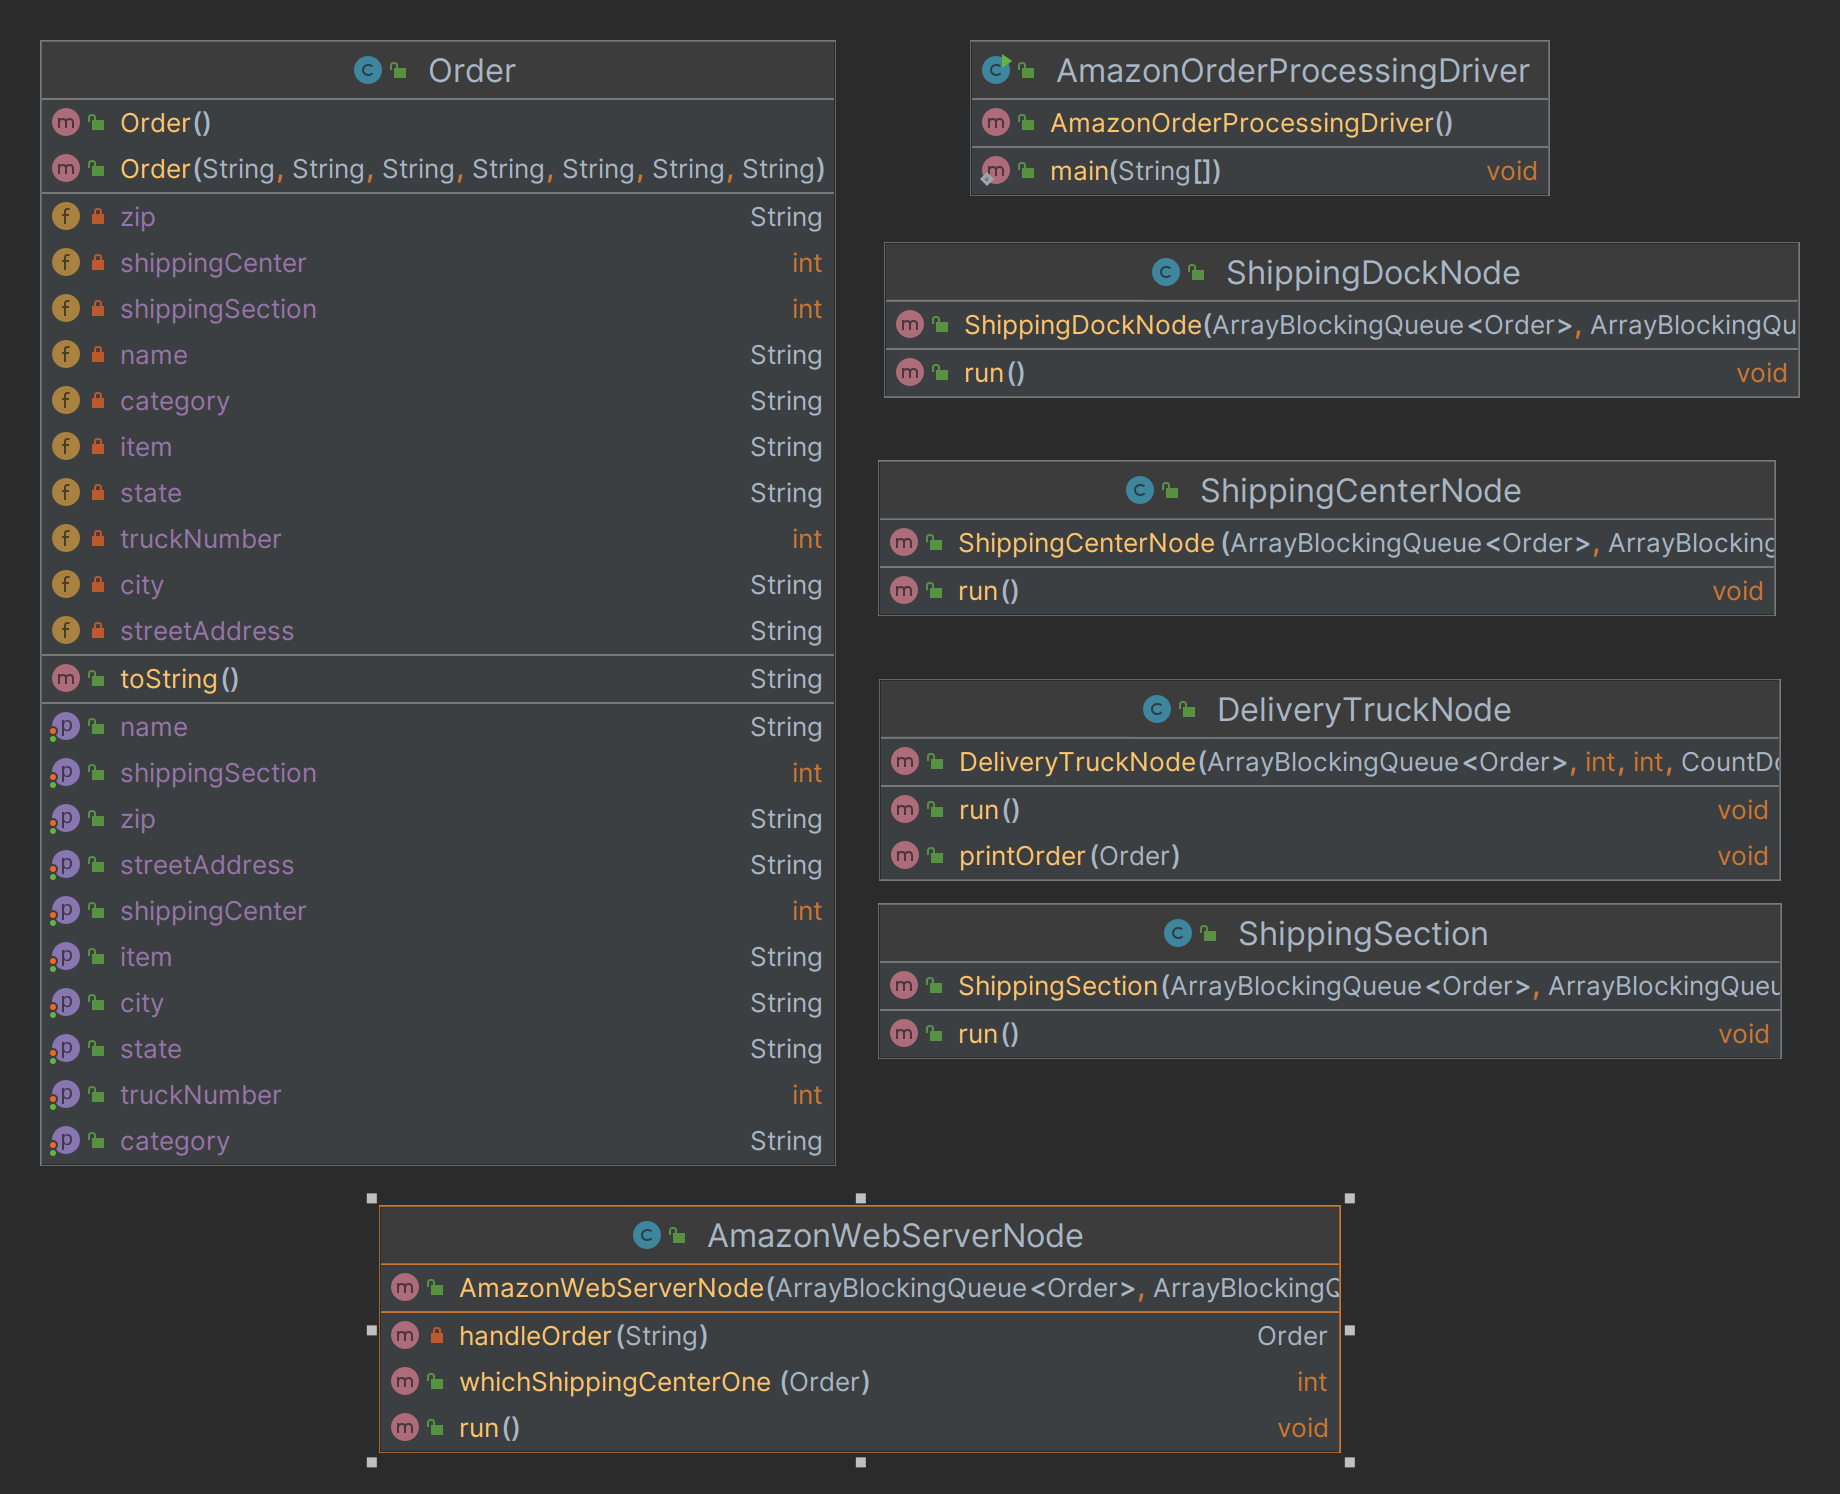 Order
Order()
Order(String, String, String, String, String, String, String)
zip String
shippingCenter int
shippingSection int
name String
category String
item String
state String
truckNumber int
city String
streetAddress String
toString() String
name String
shippingSection int
zip String
streetAddress String
shippingCenter int
item String
city String
state String
truckNumber int
category String
AmazonOrderProcessingDriver
AmazonOrderProcessingDriver()
main(String[]) void
ShippingDockNode
ShippingDockNode(ArrayBlockingQueue<Order>, ArrayBlockingQu
run() void
ShippingCenterNode
ShippingCenterNode(ArrayBlockingQueue<Order>, ArrayBlocking
run() void
DeliveryTruckNode
DeliveryTruckNode(ArrayBlockingQueue<Order>, int, int, CountDo
run() void
printOrder(Order) void
ShippingSection
ShippingSection(ArrayBlockingQueue<Order>, ArrayBlockingQueu
run() void
AmazonWebServerNode
AmazonWebServerNode(ArrayBlockingQueue<Order>, ArrayBlockingQ
handleOrder(String) Order
whichShippingCenterOne(Order) int
run() void